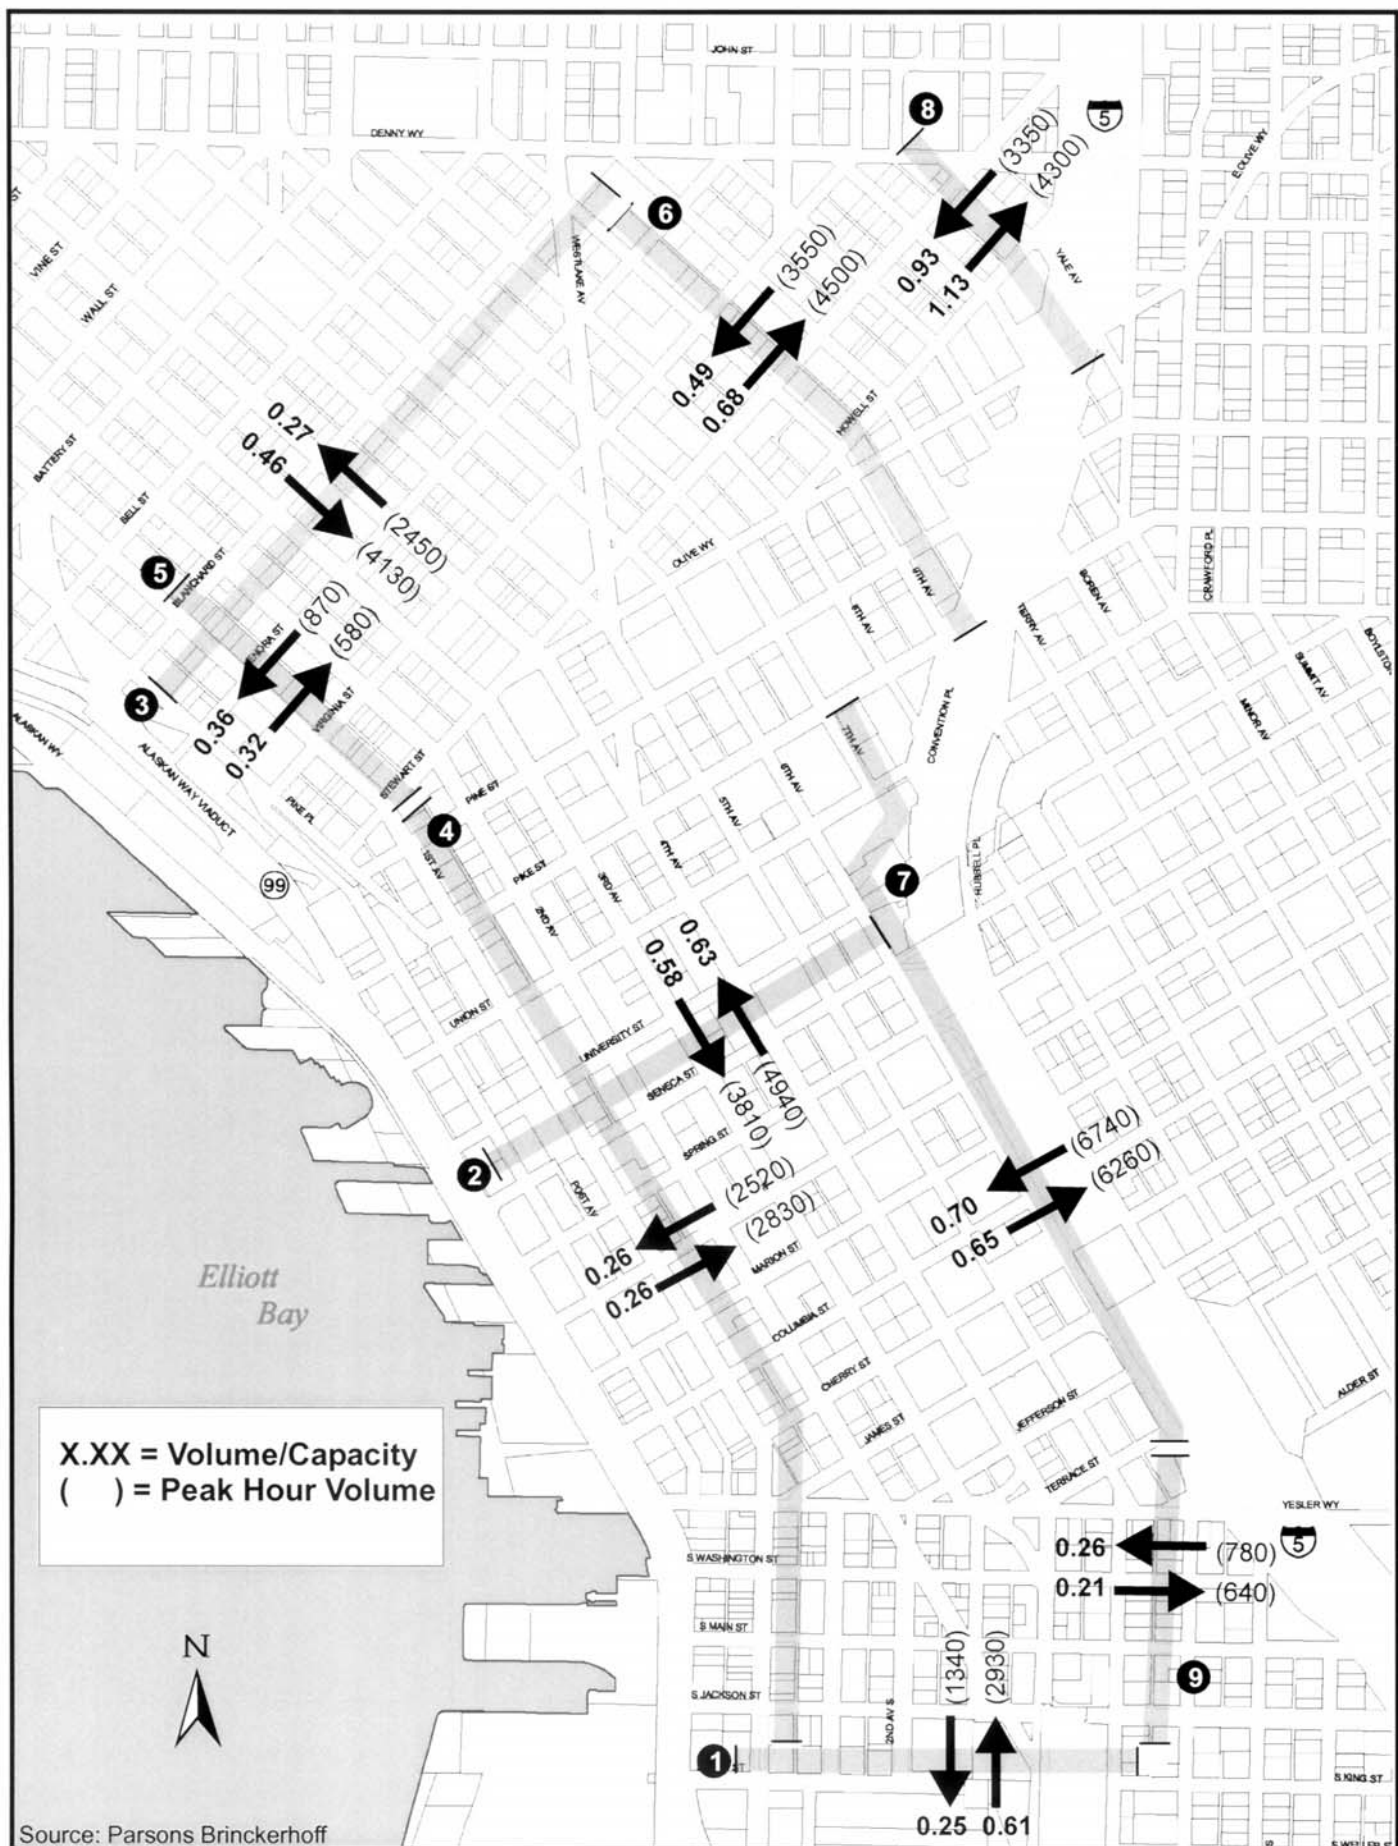 JOHN ST
8
5
DENNY WY
(3350)
(4300)
E OLIVE WY
ST
6
VINE ST
WESTLAKE AV
(3550)
(4500)
0.93
1.13
YALE AV
WALL ST
0.49
0.68
HOWELL ST
0.27
0.46
BATTERY ST
BELL ST
(2450)
(4130)
OLIVE WY
5
BLANCHARD ST
9TH AV
8TH AV
TERRY AV
BOREN AV
CRAWFORD PL
(870)
(580)
SUMMIT AV
MINOR AV
3
0.36
0.32
VIRGINIA ST
ALASKAN WY
ALASKAN WAY VIADUCT
7TH AV
CONVENTION PL
STEWART ST
PINE ST
PINE PL
6TH AV
5TH AV
4
1ST AV
4TH AV
PIKE ST
3RD AV
2ND AV
99
7
HUBBELL PL
0.63
0.58
UNION ST
UNIVERSITY ST
SENECA ST
(4940)
(3810)
SPRING ST
2
POST AV
(2520)
(2830)
(6740)
(6260)
0.70
0.65
0.26
0.26
MARION ST
Elliott
Bay
COLUMBIA ST
CHERRY ST
JAMES ST
JEFFERSON ST
ALDER ST
X.XX = Volume/Capacity
( ) = Peak Hour Volume
TERRACE ST
YESLER WY
5
S WASHINGTON ST
0.26
(780)
0.21
(640)
S MAIN ST
N
(1340)
(2930)
9
S JACKSON ST
2ND AV S
1
ST
S KING ST
0.25 0.61
Source: Parsons Brinckerhoff